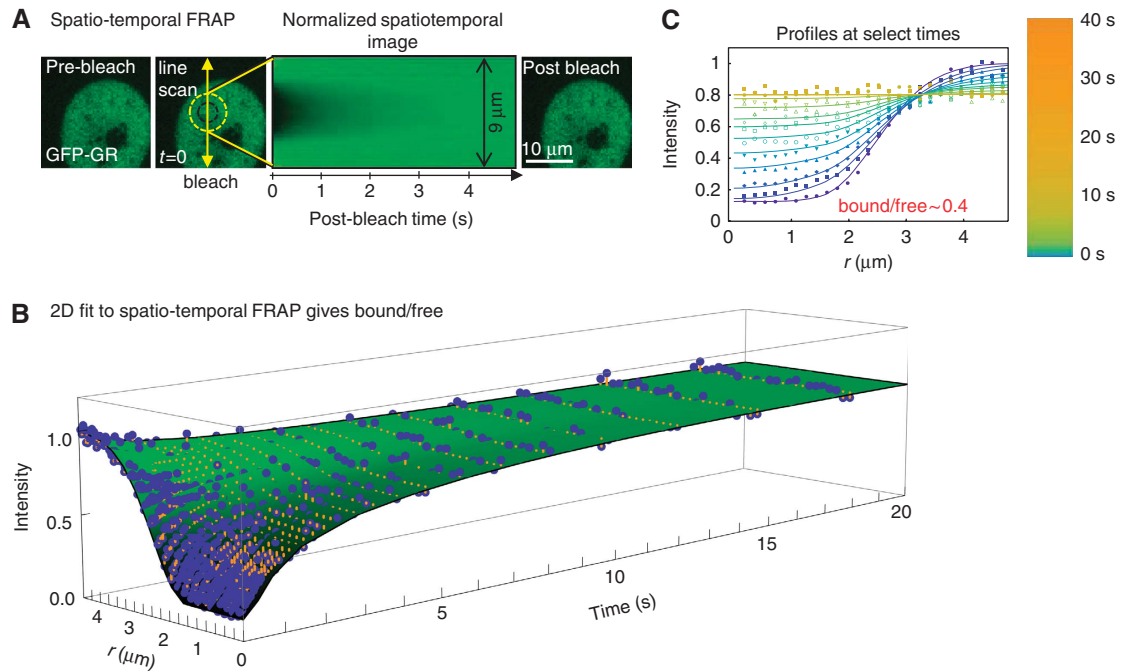 A Spatio-temporal FRAP
Normalized spatiotemporal
image
Pre-bleach
GFP-GR
line
scan
t=0
bleach
9 µm
Post bleach
10 µm
0 1 2 3 4
Post-bleach time (s)
C
Profiles at select times
Intensity
1
0.8
0.6
0.4
0.2
0
bound/free~0.4
0 1 2 3 4
r (µm)
40 s
30 s
20 s
10 s
0 s
B 2D fit to spatio-temporal FRAP gives bound/free
Intensity
1.0
0.5
0.0
4 3 2 1 0
r (µm)
5 10 15 20
Time (s)